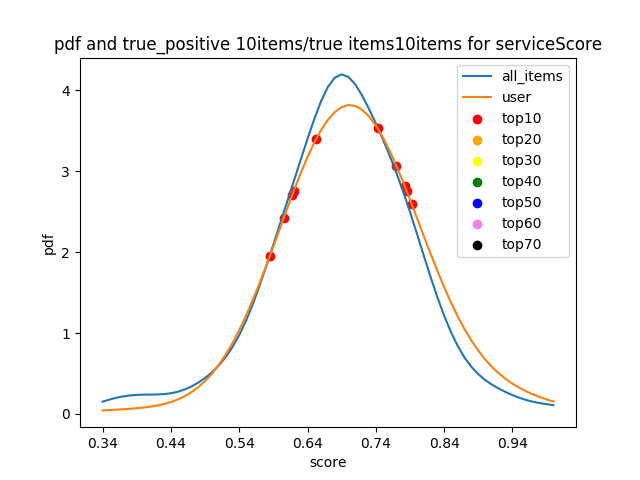 pdf and true_positive 10items/true items10items for serviceScore
all_items
user
top10
top20
top30
top40
top50
top60
top70
pdf
4
3
2
1
0
0.34 0.44 0.54 0.64 0.74 0.84 0.94
score